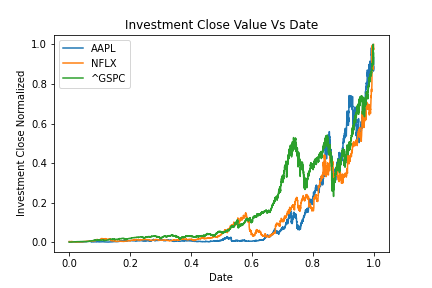 Investment Close Value Vs Date
AAPL
NFLX
^GSPC
Investment Close Normalized
1.0
0.8
0.6
0.4
0.2
0.0
0.0 0.2 0.4 0.6 0.8 1.0
Date